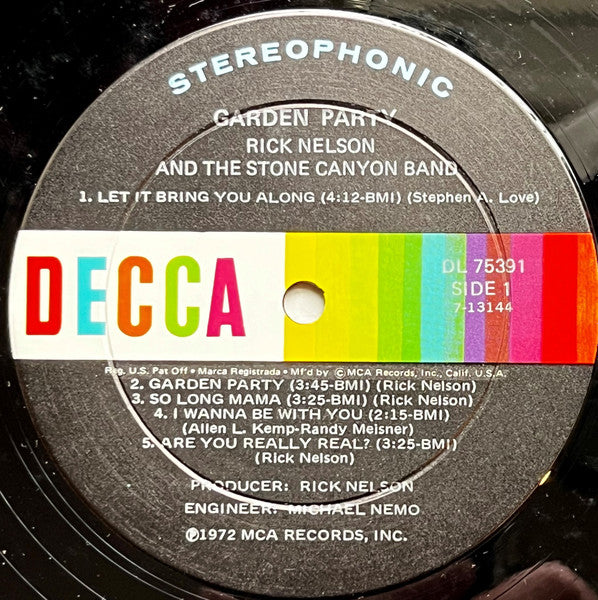 STEREOPHONIC
GARDEN PARTY
RICK NELSON
AND THE STONE CANYON BAND
1. LET IT BRING YOU ALONG (4:12-BMI) (Stephen A. Love)
DECCA
DL 75391
SIDE 1
7-13144
Reg. U.S. Pat Off • Marca Registrada • Mf'd by ©MCA Records, Inc., Calif. U.S.A.
2. GARDEN PARTY (3:45-BMI) (Rick Nelson)
3. SO LONG MAMA (3:25-BMI) (Rick Nelson)
4. I WANNA BE WITH YOU (2:15-BMI)
(Allen L. Kemp-Randy Meisner)
5. ARE YOU REALLY REAL? (3:25-BMI)
(Rick Nelson)
PRODUCER: RICK NELSON
ENGINEER: MICHAEL NEMO
℗1972 MCA RECORDS, INC.